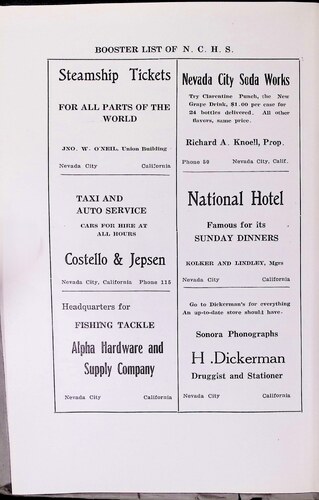 BOOSTER LIST OF N. C. H. S.
Steamship Tickets
FOR ALL PARTS OF THE
WORLD
JNO. W. O'NEIL, Union Building
Nevada City California
TAXI AND
AUTO SERVICE
CARS FOR HIRE AT
ALL HOURS
Costello & Jepsen
Nevada City, California Phone 115
Headquarters for
FISHING TACKLE
Alpha Hardware and
Supply Company
Nevada City California
Nevada City Soda Works
Try Clarentine Punch, the New
Grape Drink, $1.00 per case for
24 bottles delivered. All other
flavors, same price.
Richard A. Knoell, Prop.
Phone 50 Nevada City, Calif.
National Hotel
Famous for its
SUNDAY DINNERS
KOLKER AND LINDLEY, Mgrs
Nevada City California
Go to Dickerman's for everything
An up-to-date store should have.
Sonora Phonographs
H. Dickerman
Druggist and Stationer
Nevada City California